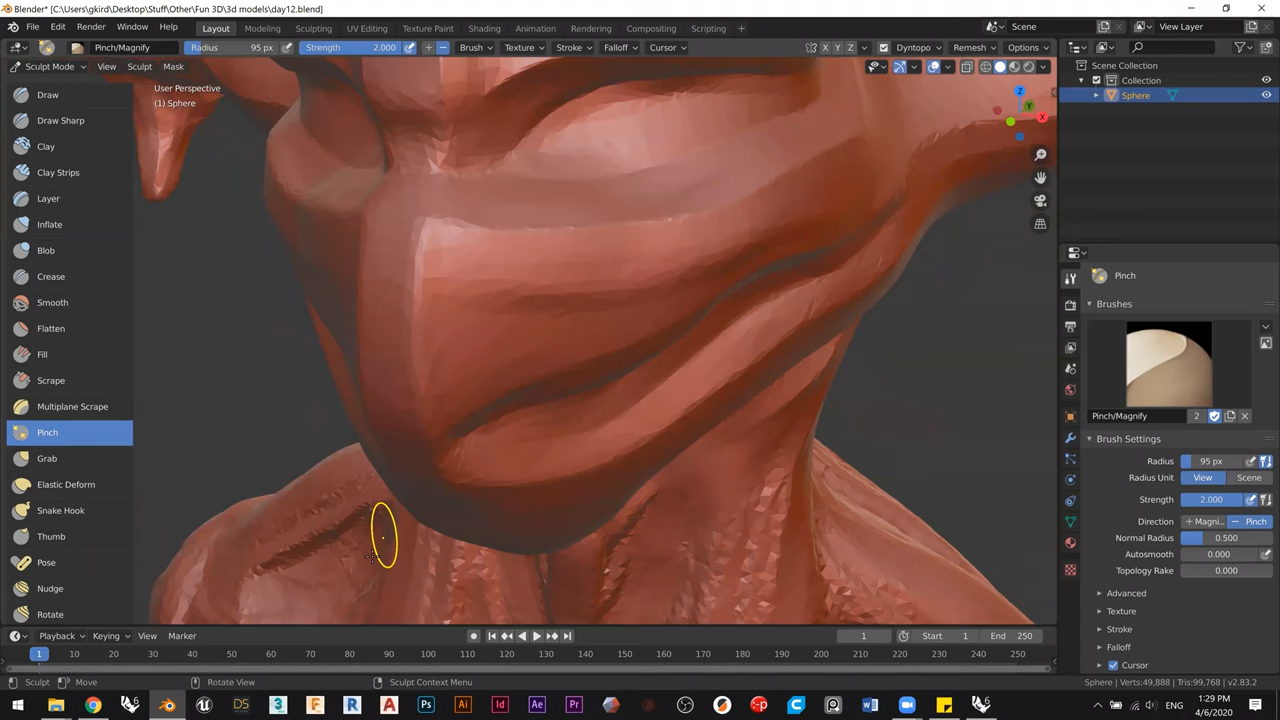 Blender* [C:\Users\gkird\Desktop\Stuff\Other\Fun 3D\3d models\day12.blend]
File Edit Render Window Help Layout Modeling Sculpting UV Editing Texture Paint Shading Animation Rendering Compositing Scripting Scene View Layer
Pinch/Magnify Radius 95 px Strength 2.000 Brush Texture Stroke Falloff Cursor X Y Z Dyntopo Remesh Options
Sculpt Mode View Sculpt Mask
User Perspective
(1) Sphere
Draw
Draw Sharp
Clay
Clay Strips
Layer
Inflate
Blob
Crease
Smooth
Flatten
Fill
Scrape
Multiplane Scrape
Pinch
Grab
Elastic Deform
Snake Hook
Thumb
Pose
Nudge
Rotate
Z
Y
X
Scene Collection
Collection
Sphere
Pinch
Brushes
Pinch/Magnify 2
Brush Settings
Radius 95 px
Radius Unit View Scene
Strength 2.000
Direction + Magni... − Pinch
Normal Radius 0.500
Autosmooth 0.000
Topology Rake 0.000
Advanced
Texture
Stroke
Falloff
Cursor
Playback Keying View Marker 1 Start 1 End 250
1 10 20 30 40 50 60 70 80 90 100 110 120 130 140 150 160 170 180 190 200 210 220 230 240 250
Sculpt Move Rotate View Sculpt Context Menu Sphere | Verts:49,888 | Tris:99,768 | v2.83.2
DS 3 F R A Ps Ai Id Ae Pr ENG 1:29 PM
4/6/2020